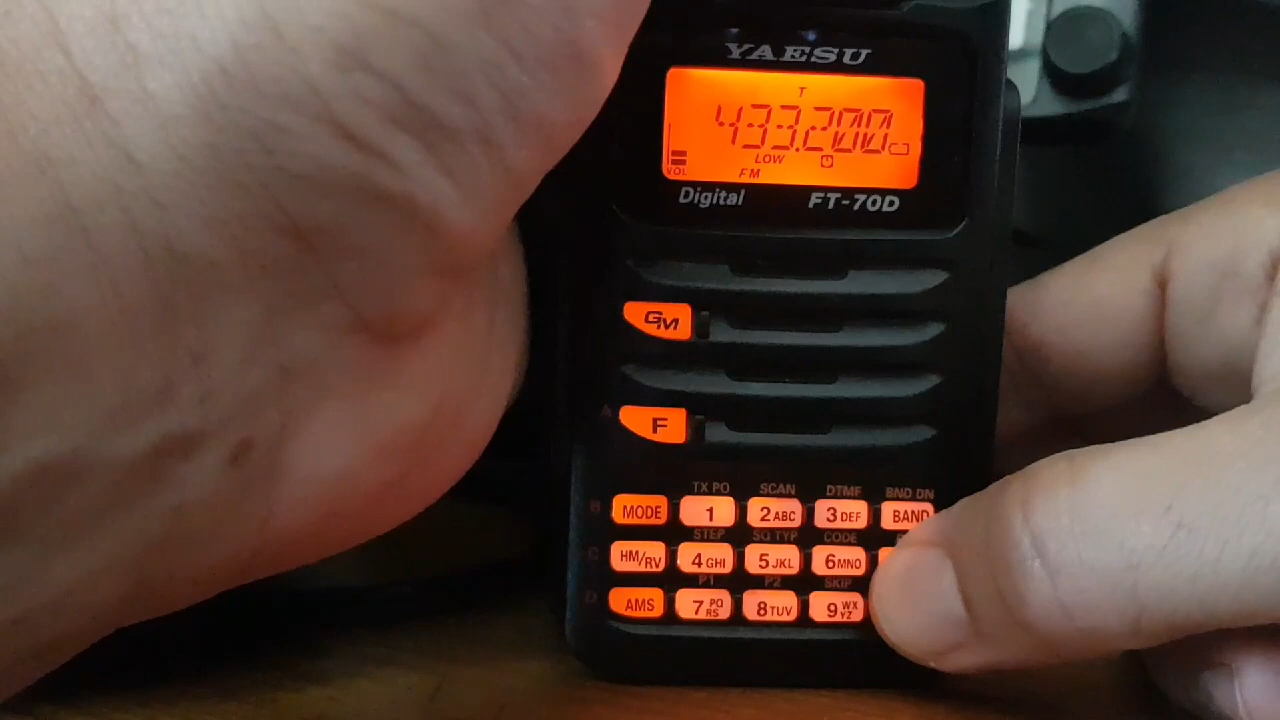 YAESU
T
433.200
LOW
VOL
FM
Digital FT-70D
GM
A F
TX PO SCAN DTMF BND DN
B MODE 1 2ABC 3DEF BAND
STEP SQ TYP CODE
C HM/RV 4GHI 5JKL 6MNO
P1 P2 SKIP
D AMS 7PQRS 8TUV 9WXYZ